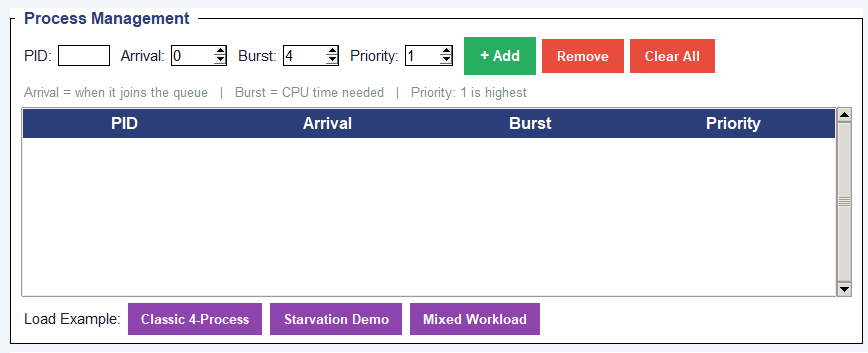 Process Management
PID: Arrival: 0 Burst: 4 Priority: 1 + Add Remove Clear All
Arrival = when it joins the queue | Burst = CPU time needed | Priority: 1 is highest
PID Arrival Burst Priority
Load Example: Classic 4-Process Starvation Demo Mixed Workload